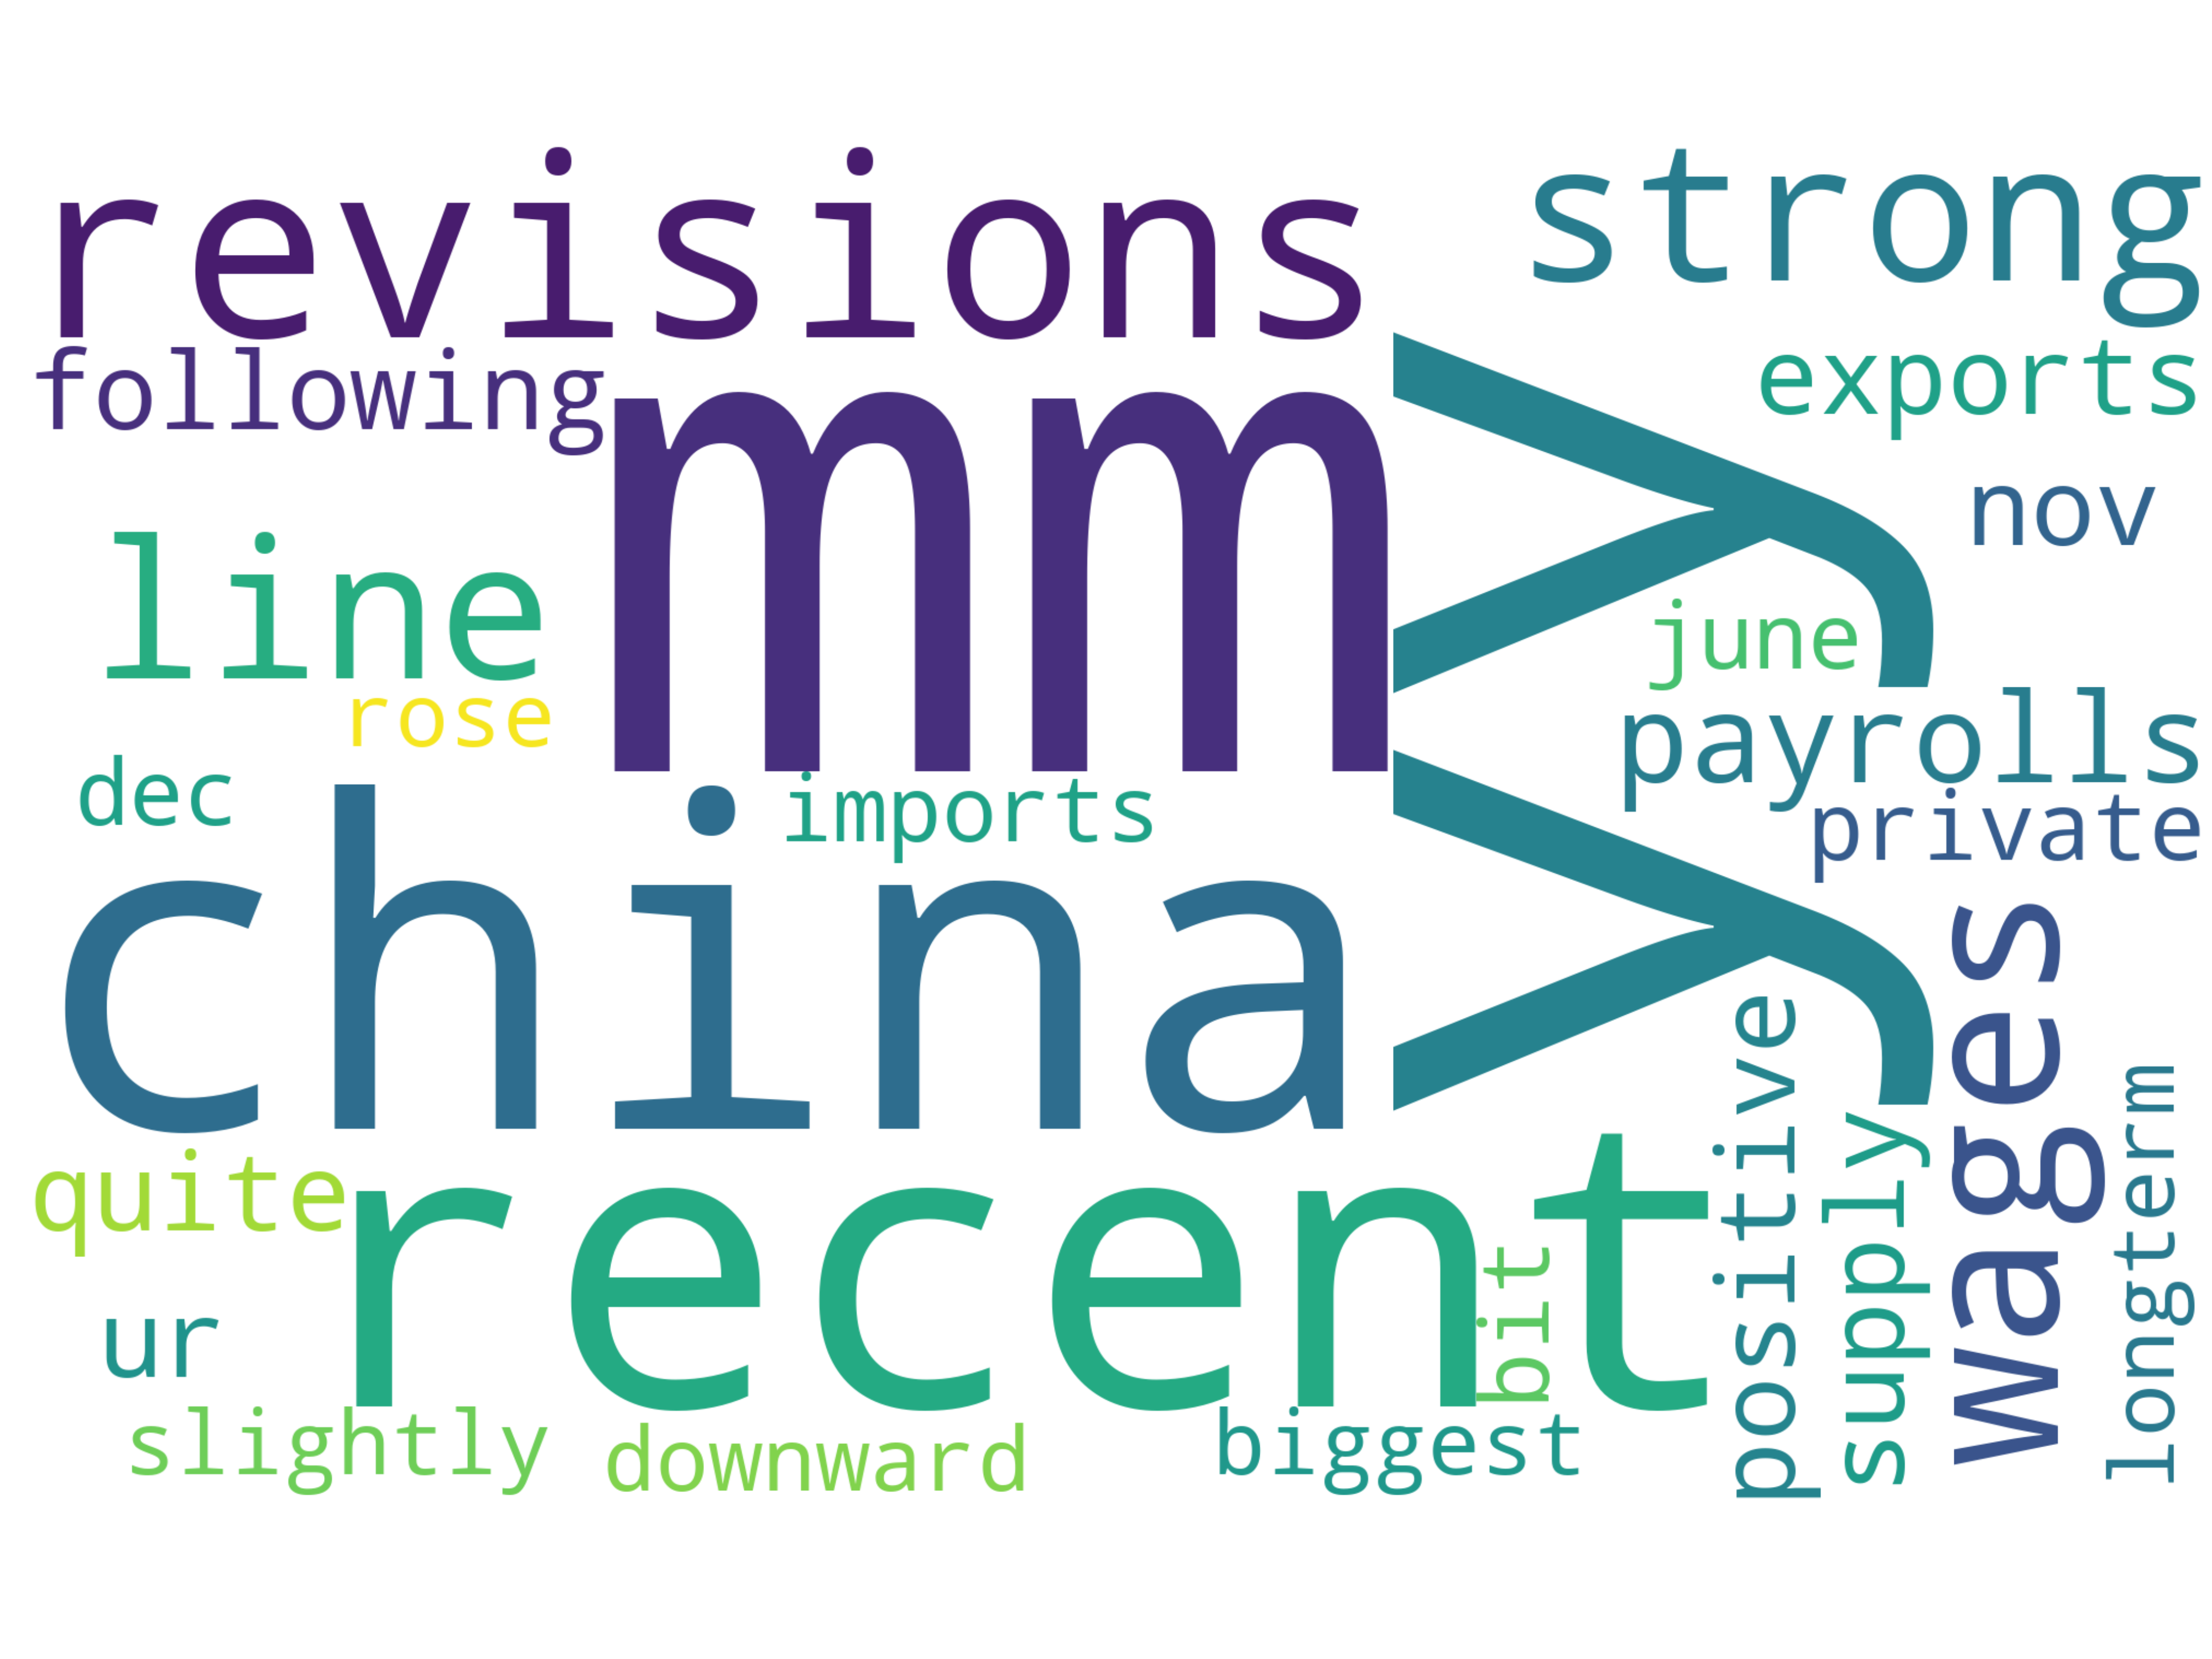 revisions
strong
following
exports
mm
yy
nov
line
june
rose
payrolls
dec
imports
private
china
wages
positive
supply
longterm
quite
recent
bit
ur
slightly
downward
biggest